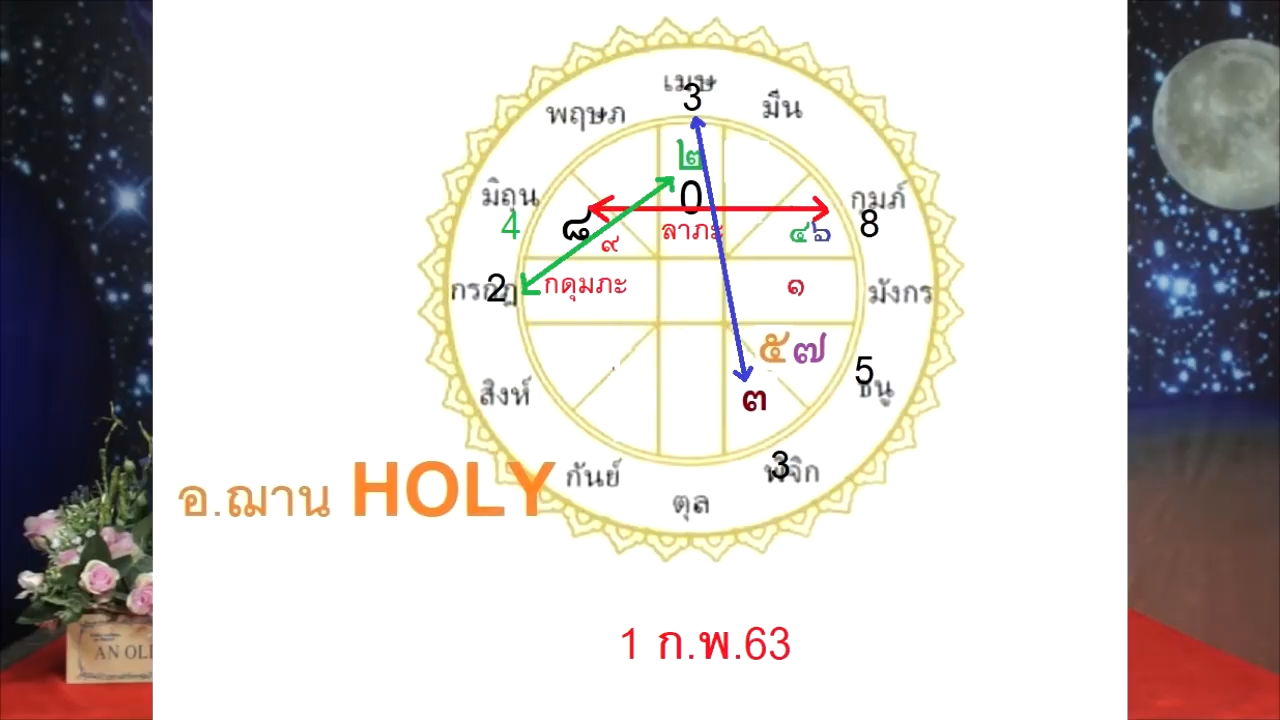 เมษ
3
พฤษภ
มีน
๒
มิถุน
0
กุมภ์
4
๘
๙
ลาภะ
๔๖
8
กรกฎ
2
กดุมภะ
๑
มังกร
๕๗
5
ธนู
สิงห์
๓
อ.ฌาน HOLY
กันย์
3
พิจิก
ตุล
1 ก.พ.63
AN OL